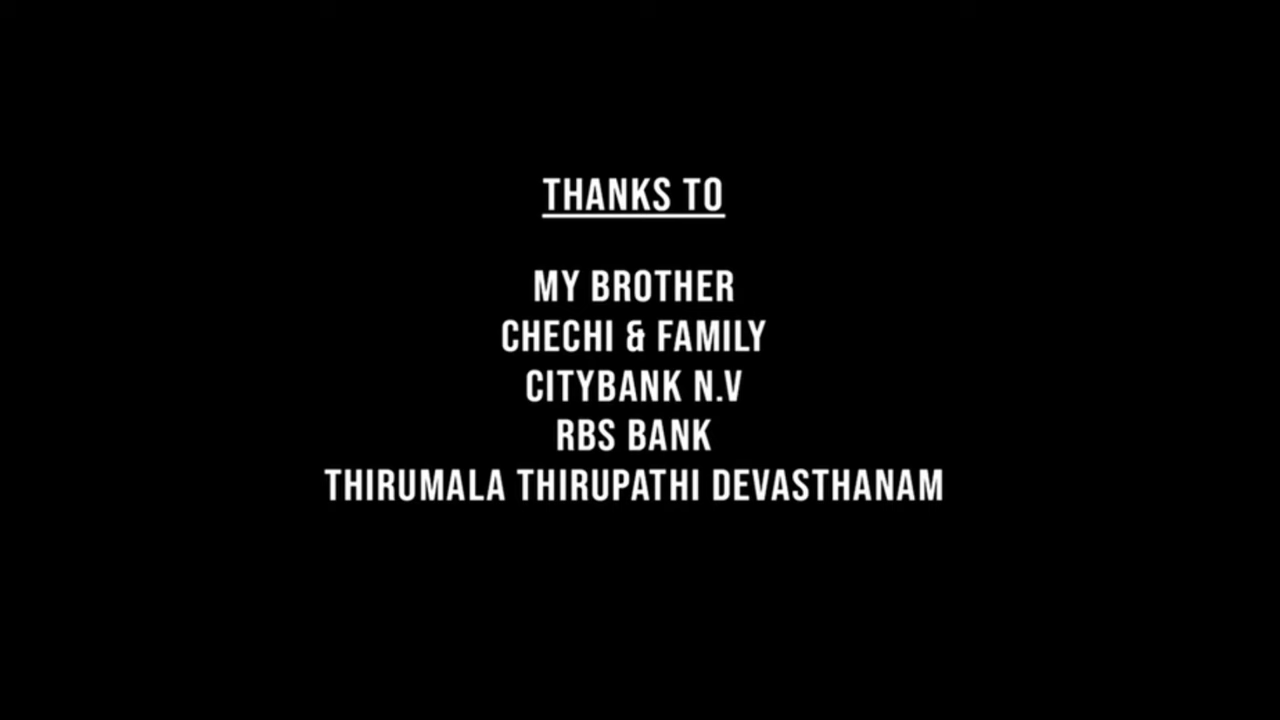 THANKS TO
MY BROTHER
CHECHI & FAMILY
CITYBANK N.V
RBS BANK
THIRUMALA THIRUPATHI DEVASTHANAM